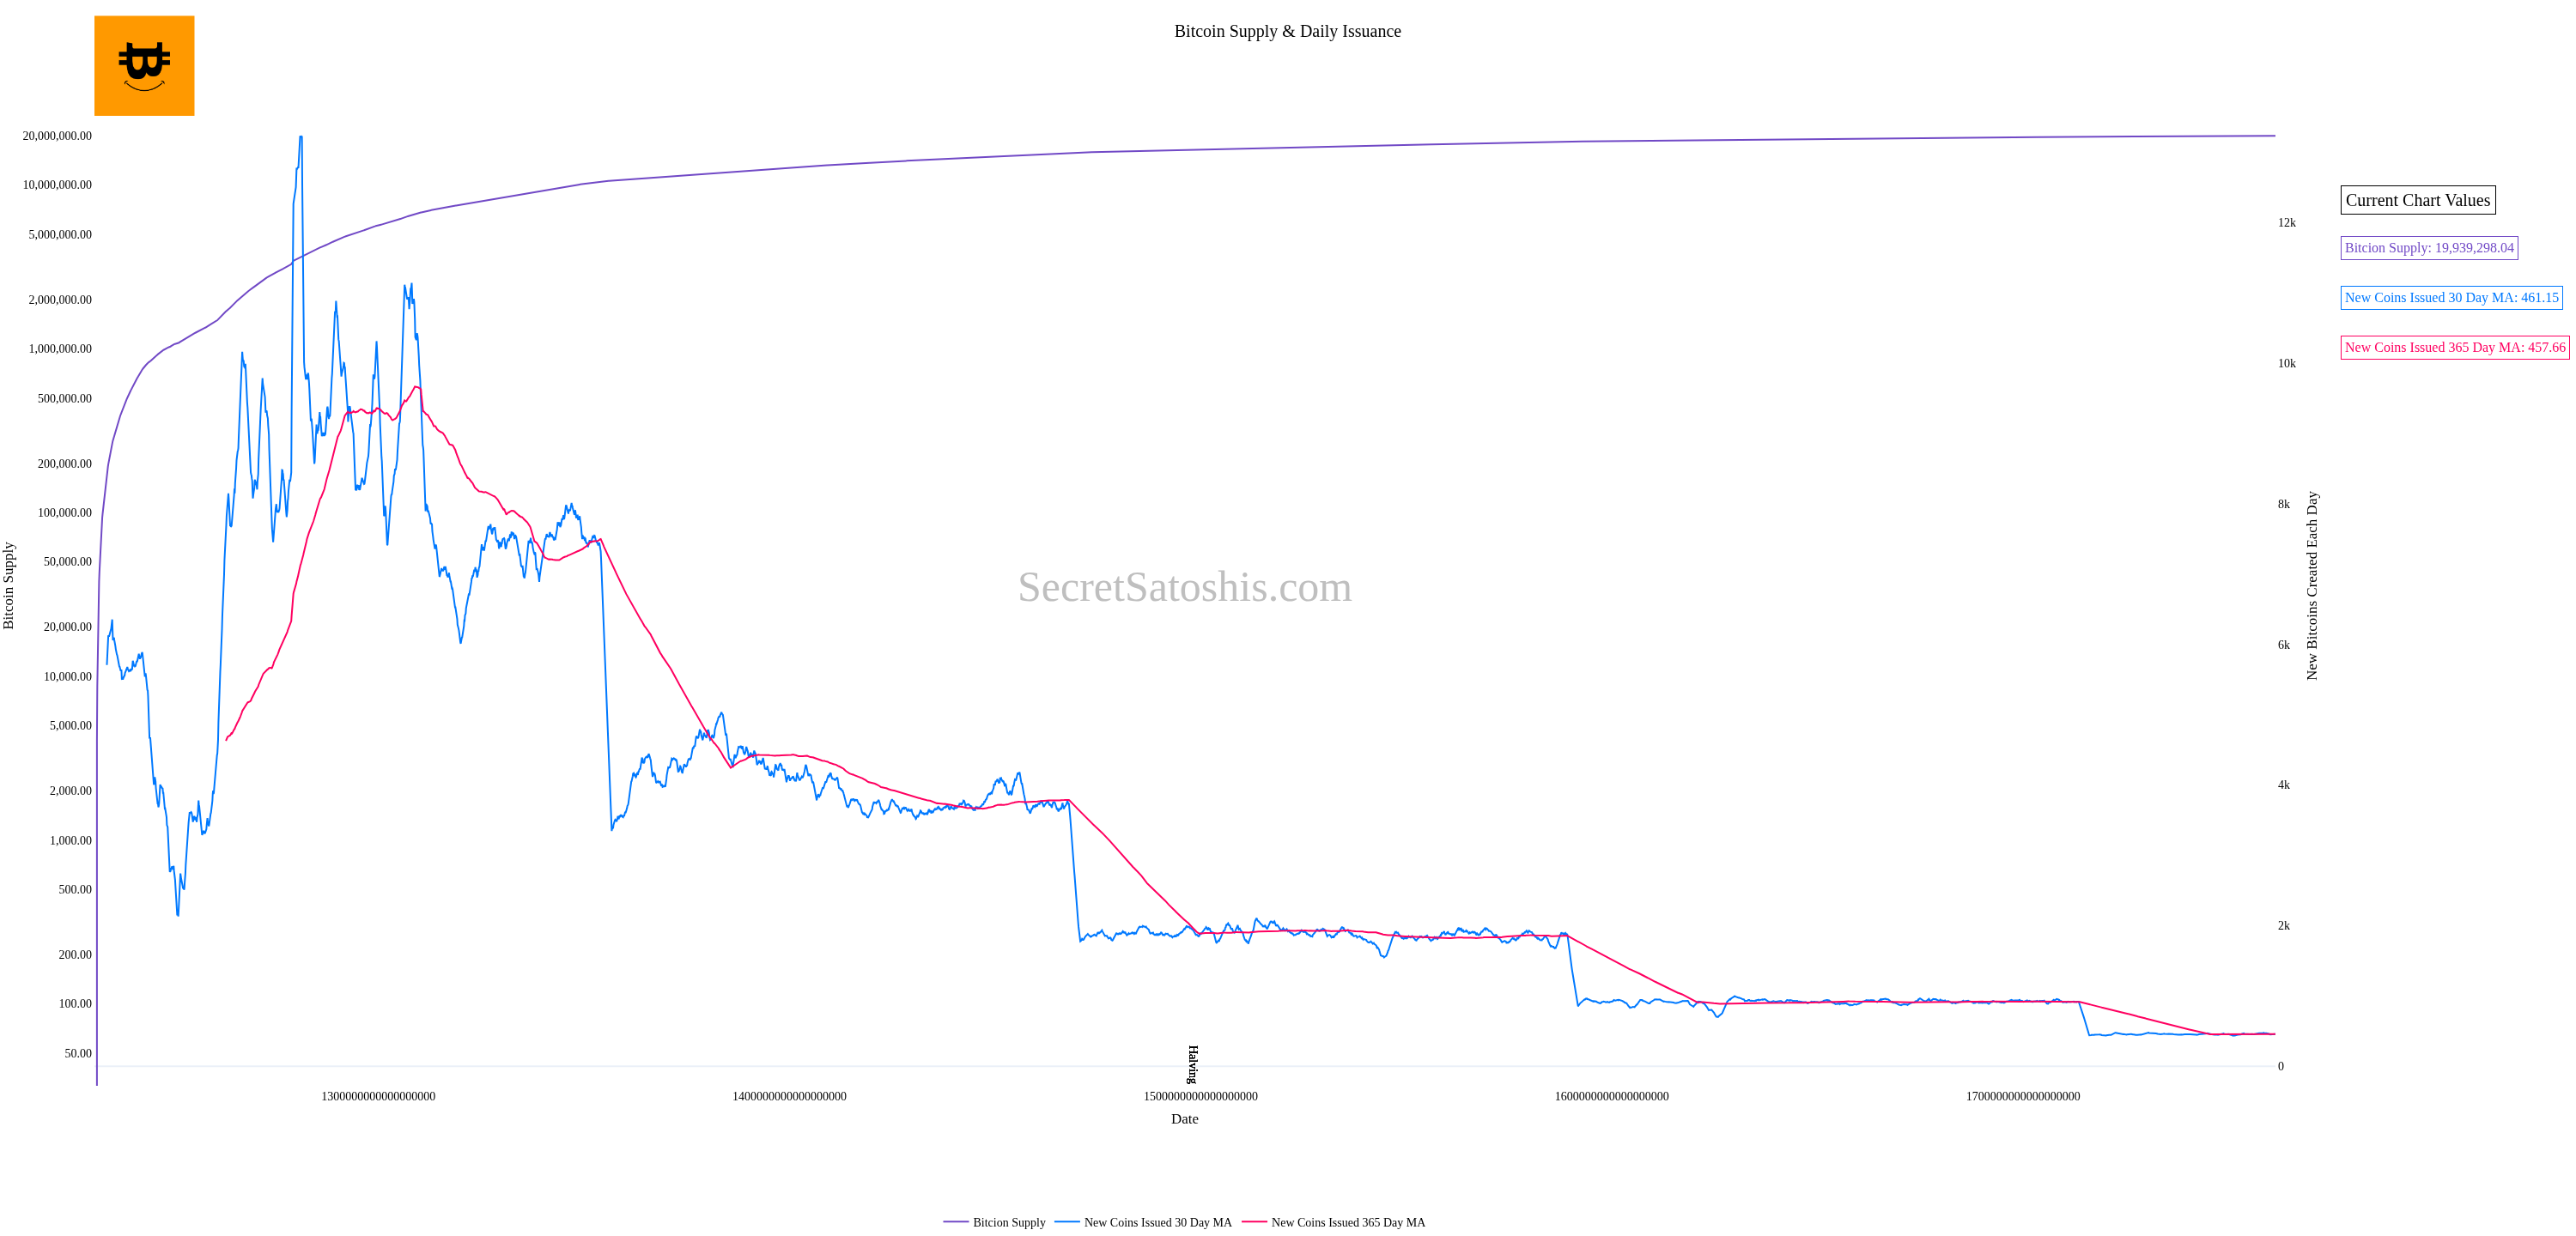 Bitcoin Supply & Daily Issuance
20,000,000.00
10,000,000.00
5,000,000.00
2,000,000.00
1,000,000.00
500,000.00
200,000.00
100,000.00
50,000.00
20,000.00
10,000.00
5,000.00
2,000.00
1,000.00
500.00
200.00
100.00
50.00
Bitcoin Supply
SecretSatoshis.com
Halving
12k
10k
8k
6k
4k
2k
0
New Bitcoins Created Each Day
Current Chart Values
Bitcion Supply: 19,939,298.04
New Coins Issued 30 Day MA: 461.15
New Coins Issued 365 Day MA: 457.66
1300000000000000000 1400000000000000000 1500000000000000000 1600000000000000000 1700000000000000000
Date
Bitcion Supply New Coins Issued 30 Day MA New Coins Issued 365 Day MA